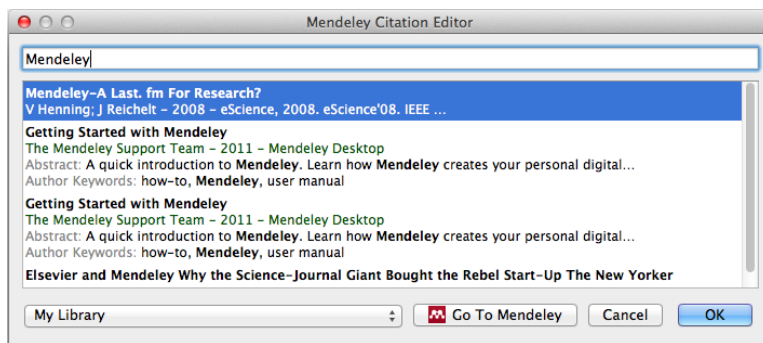 Mendeley Citation Editor
Mendeley
Mendeley–A Last. fm For Research?
V Henning; J Reichelt – 2008 – eScience, 2008. eScience'08. IEEE ...
Getting Started with Mendeley
The Mendeley Support Team – 2011 – Mendeley Desktop
Abstract: A quick introduction to Mendeley. Learn how Mendeley creates your personal digital...
Author Keywords: how-to, Mendeley, user manual
Getting Started with Mendeley
The Mendeley Support Team – 2011 – Mendeley Desktop
Abstract: A quick introduction to Mendeley. Learn how Mendeley creates your personal digital...
Author Keywords: how-to, Mendeley, user manual
Elsevier and Mendeley Why the Science–Journal Giant Bought the Rebel Start–Up The New Yorker
My Library Go To Mendeley Cancel OK